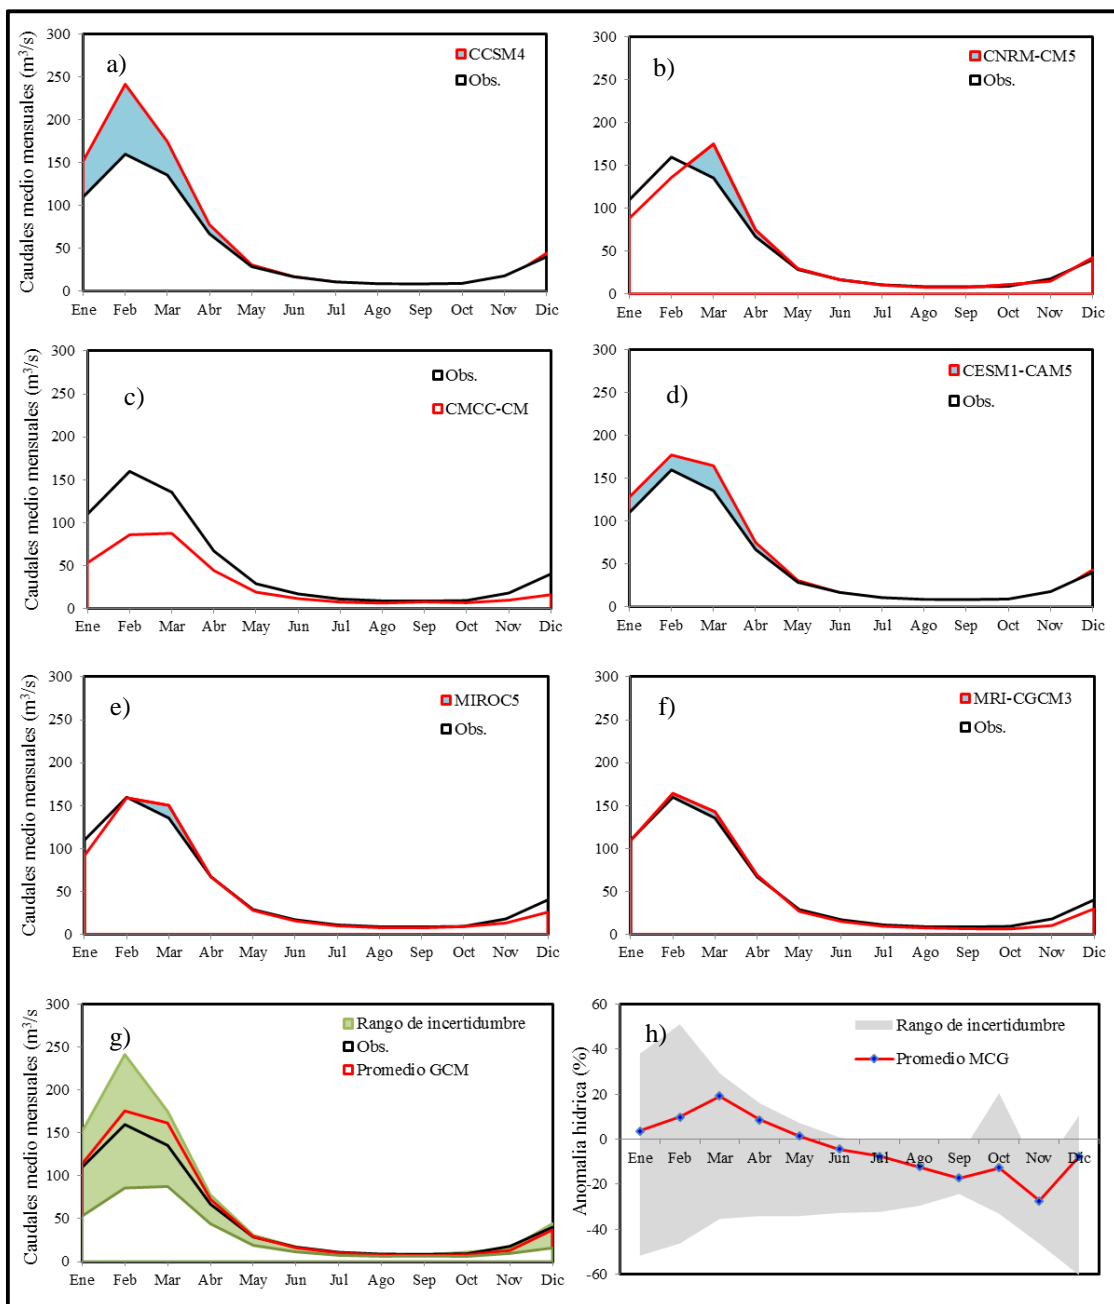 Caudales medio mensuales (m³/s)
a)
CCSM4
Obs.
300
250
200
150
100
50
0
Ene Feb Mar Abr May Jun Jul Ago Sep Oct Nov Dic
b)
CNRM-CM5
Obs.
300
250
200
150
100
50
0
Ene Feb Mar Abr May Jun Jul Ago Sep Oct Nov Dic
Caudales medio mensuales (m³/s)
c)
Obs.
CMCC-CM
300
250
200
150
100
50
0
Ene Feb Mar Abr May Jun Jul Ago Sep Oct Nov Dic
d)
CESM1-CAM5
Obs.
300
250
200
150
100
50
0
Ene Feb Mar Abr May Jun Jul Ago Sep Oct Nov Dic
Caudales medio mensuales (m³/s)
e)
MIROC5
Obs.
300
250
200
150
100
50
0
Ene Feb Mar Abr May Jun Jul Ago Sep Oct Nov Dic
f)
MRI-CGCM3
Obs.
300
250
200
150
100
50
0
Ene Feb Mar Abr May Jun Jul Ago Sep Oct Nov Dic
Caudales medio mensuales (m³/s
g)
Rango de incertidumbre
Obs.
Promedio GCM
300
250
200
150
100
50
0
Ene Feb Mar Abr May Jun Jul Ago Sep Oct Nov Dic
Anomalia hidrica (%)
h)
Rango de incertidumbre
Promedio MCG
60
40
20
0
-20
-40
-60
Ene Feb Mar Abr May Jun Jul Ago Sep Oct Nov Dic